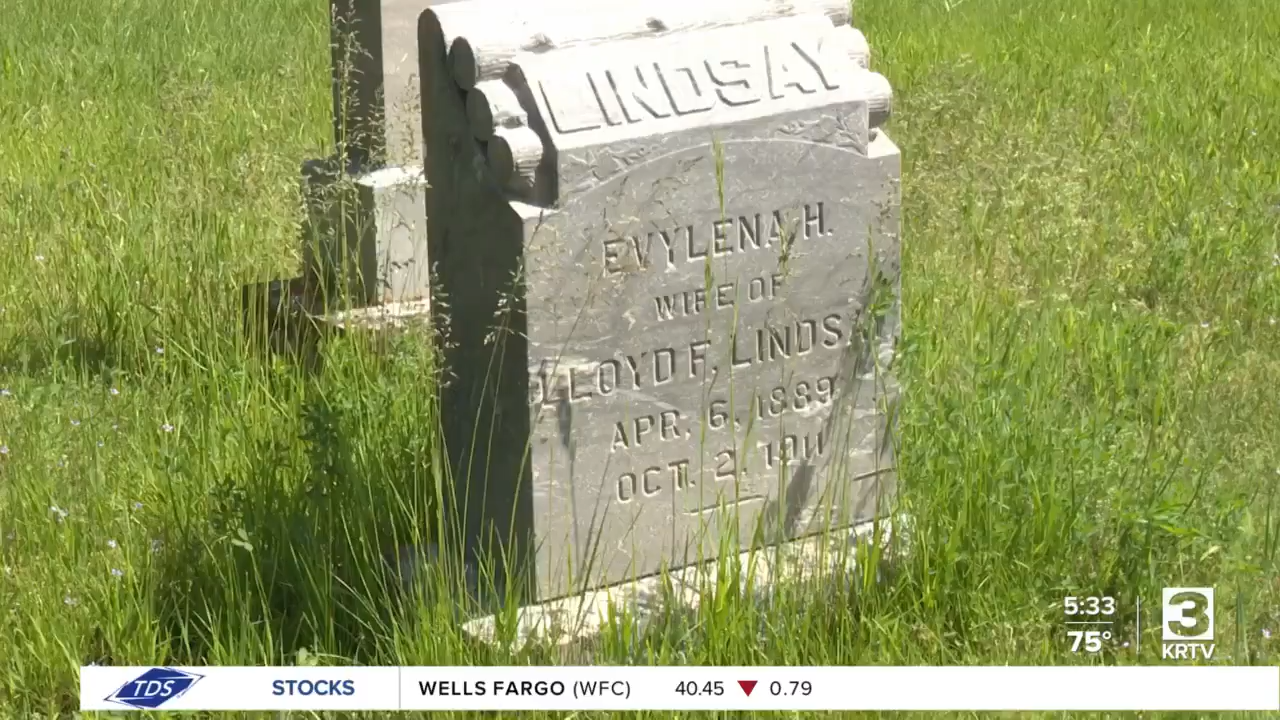 LINDSAY
EVYLENA H.
WIFE OF
LLOYD F. LINDSAY
APR. 6, 1889
OCT. 2, 1911
5:33
75°
3
KRTV
TDS
STOCKS
WELLS FARGO (WFC)
40.45
0.79